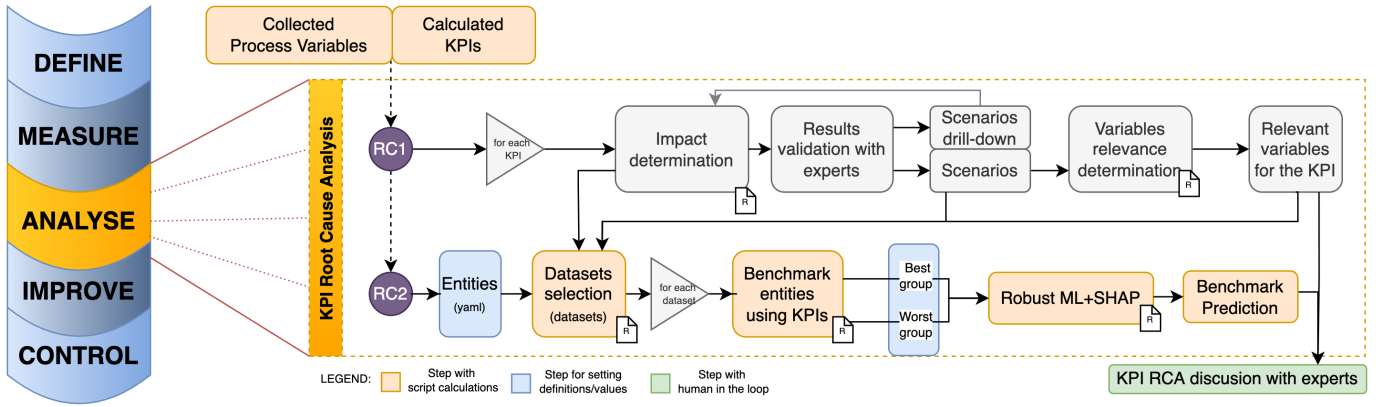 Collected
Process Variables
Calculated
KPIs
DEFINE
MEASURE
ANALYSE
IMPROVE
CONTROL
KPI Root Cause Analysis
RC1
for each
KPI
Impact
determination
R
Results
validation with
experts
Scenarios
drill-down
Scenarios
Variables
relevance
determination
R
Relevant
variables
for the KPI
RC2
Entities
(yaml)
Datasets
selection
(datasets)
R
for each
dataset
Benchmark
entities
using KPIs
R
Best
group
Worst
group
Robust ML+SHAP
R
Benchmark
Prediction
LEGEND:
Step with
script calculations
Step for setting
definitions/values
Step with
human in the loop
KPI RCA discusion with experts